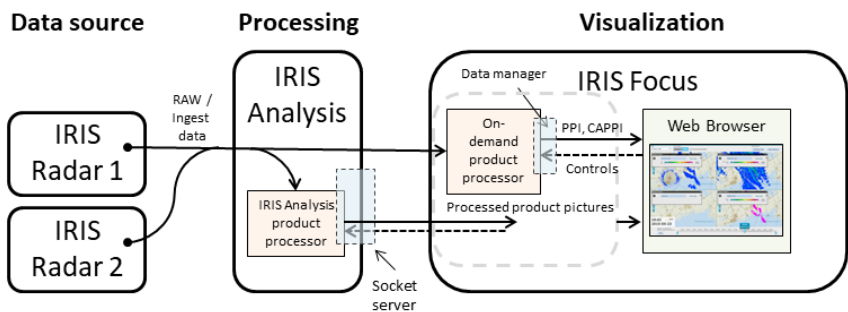 Data source
Processing
Visualization
IRIS
Radar 1
IRIS
Radar 2
RAW /
Ingest
data
IRIS
Analysis
IRIS Analysis
product
processor
Socket
server
IRIS Focus
Data manager
On-
demand
product
processor
PPI, CAPPI
Controls
Processed product pictures
Web Browser